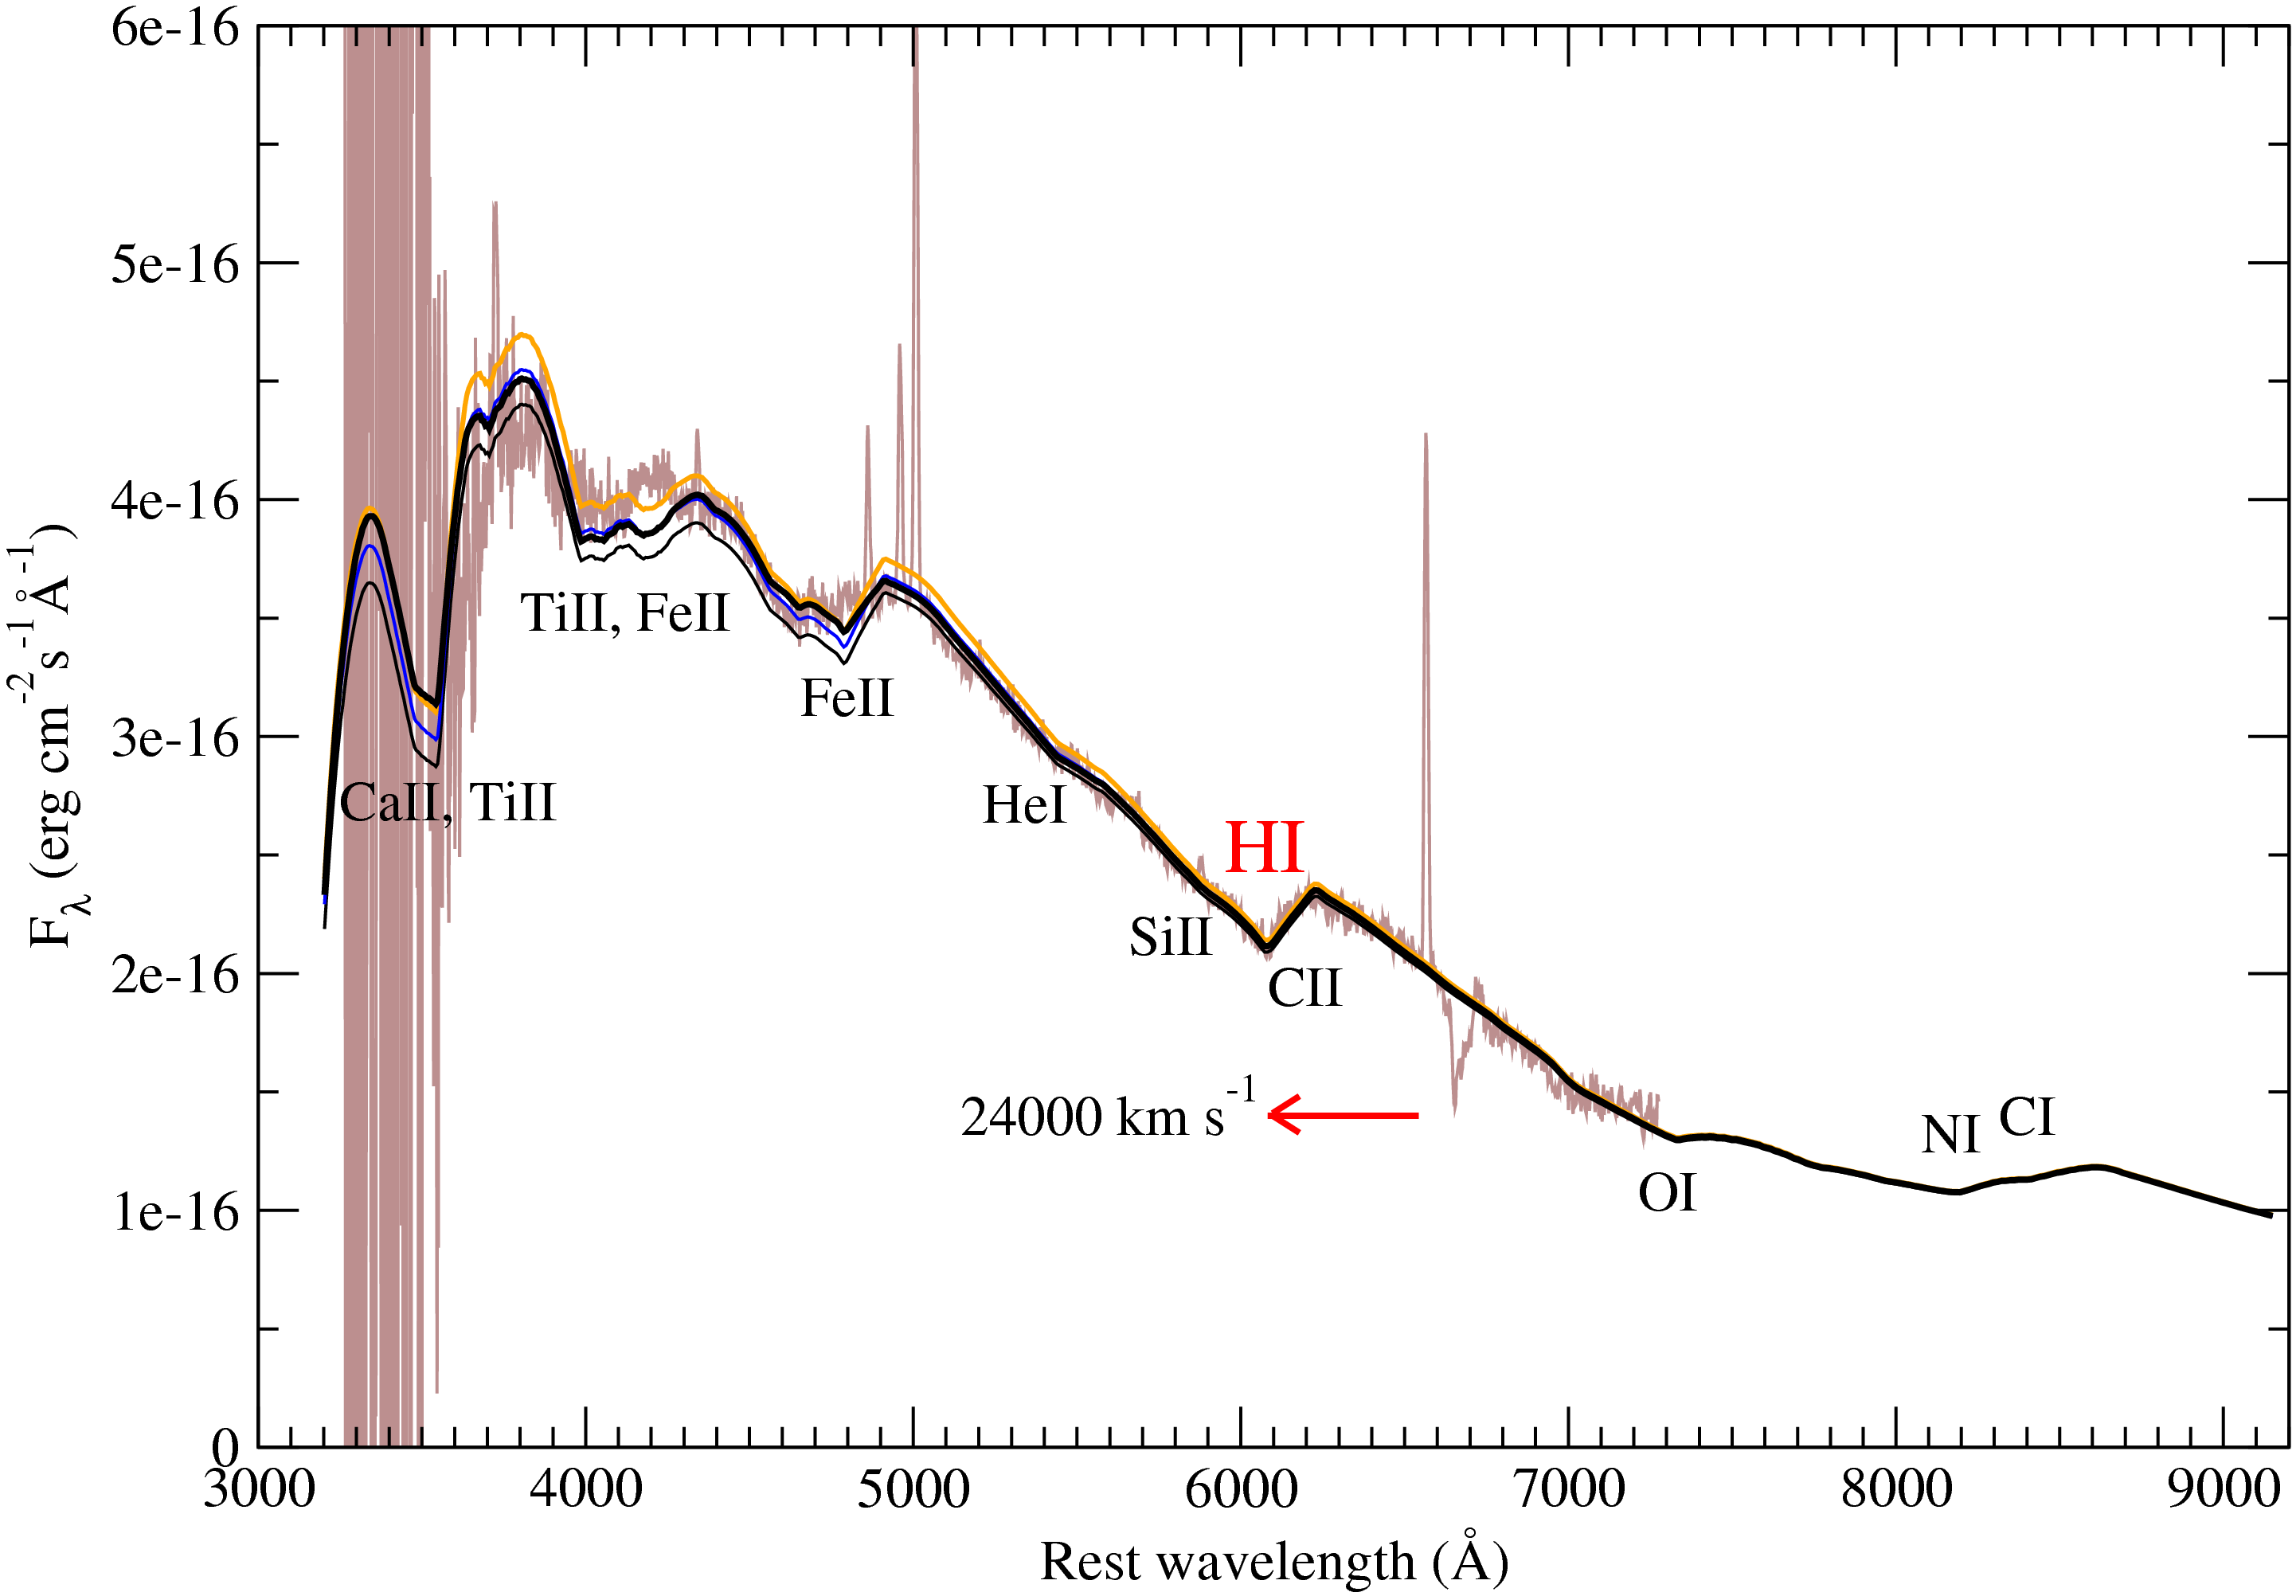 6e-16
5e-16
4e-16
3e-16
2e-16
1e-16
0
F λ (erg cm -2 s -1 Å -1)
TiII, FeII
FeII
CaII, TiII
HeI
HI
SiII
CII
24000 km s -1
NI
CI
OI
3000 4000 5000 6000 7000 8000 9000
Rest wavelength (Å)